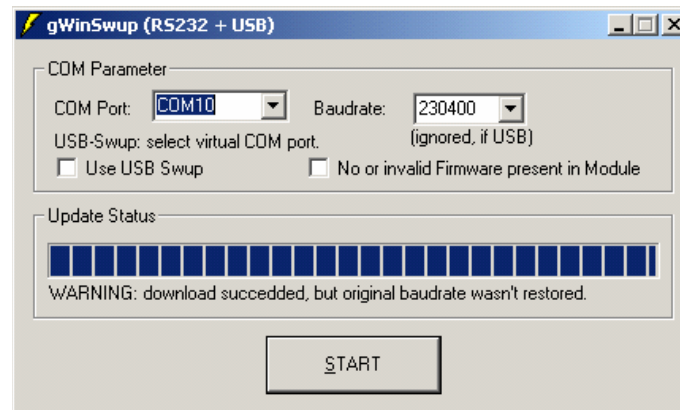 gWinSwup (RS232 + USB)
COM Parameter
COM Port: COM10 Baudrate: 230400
USB-Swup: select virtual COM port. (ignored, if USB)
Use USB Swup No or invalid Firmware present in Module
Update Status
WARNING: download succedded, but original baudrate wasn't restored.
START